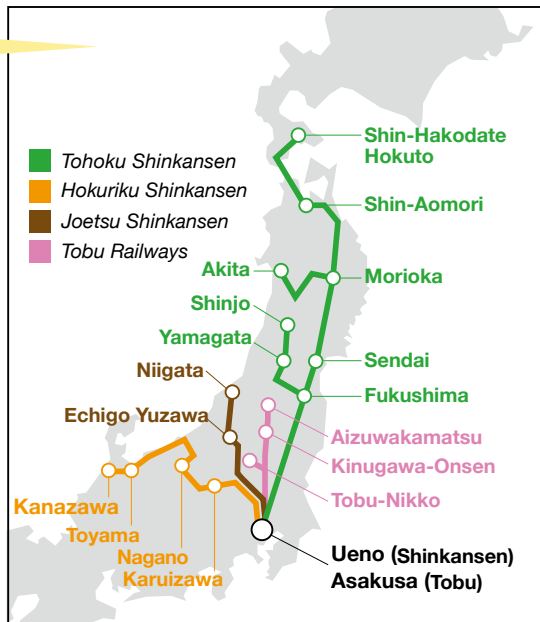 Shin-Hakodate
Hokuto
Tohoku Shinkansen
Hokuriku Shinkansen
Joetsu Shinkansen
Tobu Railways
Shin-Aomori
Akita
Morioka
Shinjo
Yamagata
Sendai
Niigata
Fukushima
Echigo Yuzawa
Aizuwakamatsu
Kinugawa-Onsen
Tobu-Nikko
Kanazawa
Toyama
Nagano
Karuizawa
Ueno (Shinkansen)
Asakusa (Tobu)